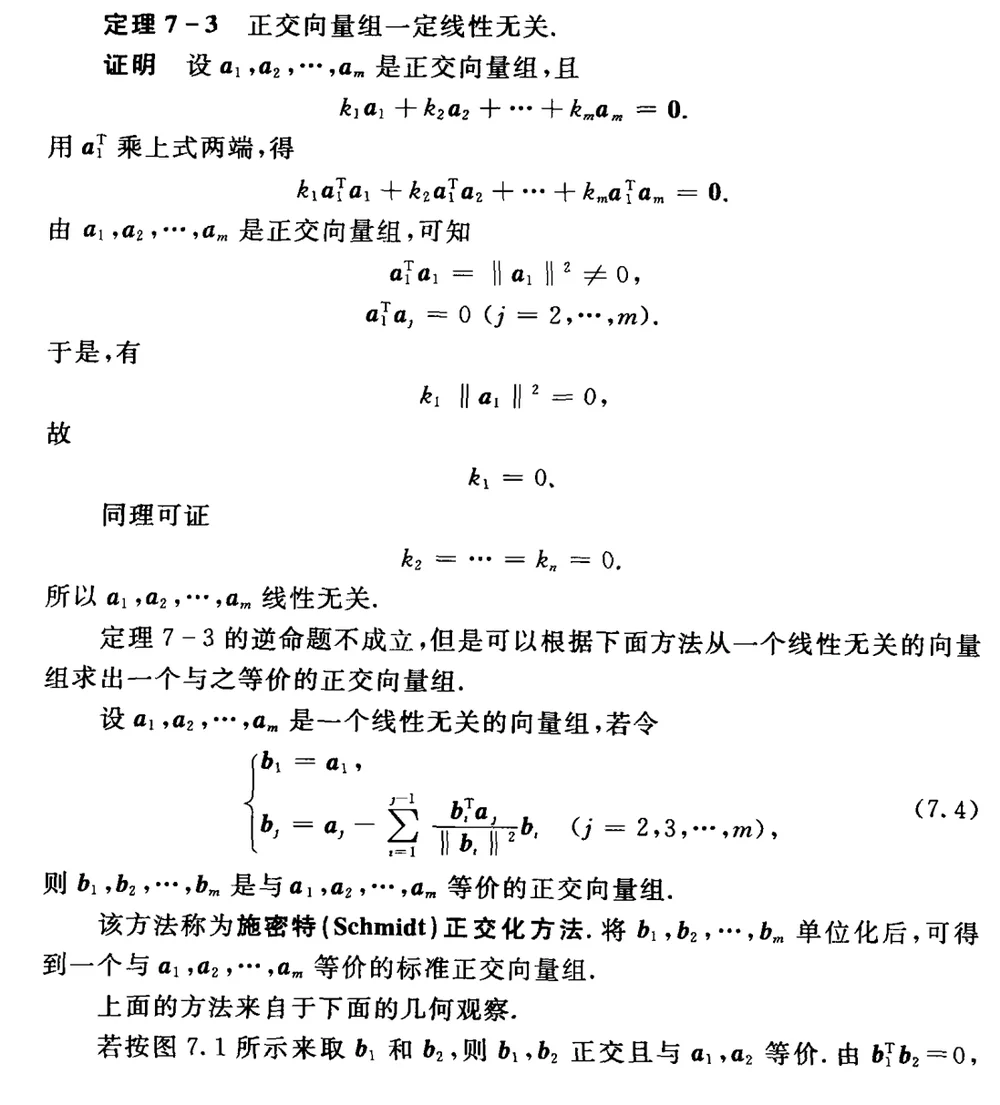 定理 7-3 正交向量组一定线性无关.
证明 设 a₁,a₂,⋯,aₘ 是正交向量组,且
k₁a₁ + k₂a₂ + ⋯ + kₘaₘ = 0.
用 a₁ᵀ 乘上式两端,得
k₁a₁ᵀa₁ + k₂a₁ᵀa₂ + ⋯ + kₘa₁ᵀaₘ = 0.
由 a₁,a₂,⋯,aₘ 是正交向量组,可知
a₁ᵀa₁ = ‖a₁‖² ≠ 0,
a₁ᵀaⱼ = 0 (j = 2,⋯,m).
于是,有
k₁‖a₁‖² = 0,
故
k₁ = 0.
同理可证
k₂ = ⋯ = kₙ = 0.
所以 a₁,a₂,⋯,aₘ 线性无关.
定理 7-3 的逆命题不成立,但是可以根据下面方法从一个线性无关的向量
组求出一个与之等价的正交向量组.
设 a₁,a₂,⋯,aₘ 是一个线性无关的向量组,若令
{ b₁ = a₁,
bⱼ = aⱼ − ∑_{i=1}^{j−1} (bᵢᵀaⱼ / ‖bᵢ‖²) bᵢ (j = 2,3,⋯,m), (7.4)
则 b₁,b₂,⋯,bₘ 是与 a₁,a₂,⋯,aₘ 等价的正交向量组.
该方法称为施密特(Schmidt)正交化方法. 将 b₁,b₂,⋯,bₘ 单位化后,可得
到一个与 a₁,a₂,⋯,aₘ 等价的标准正交向量组.
上面的方法来自于下面的几何观察.
若按图 7.1 所示来取 b₁ 和 b₂,则 b₁,b₂ 正交且与 a₁,a₂ 等价. 由 b₁ᵀb₂=0,